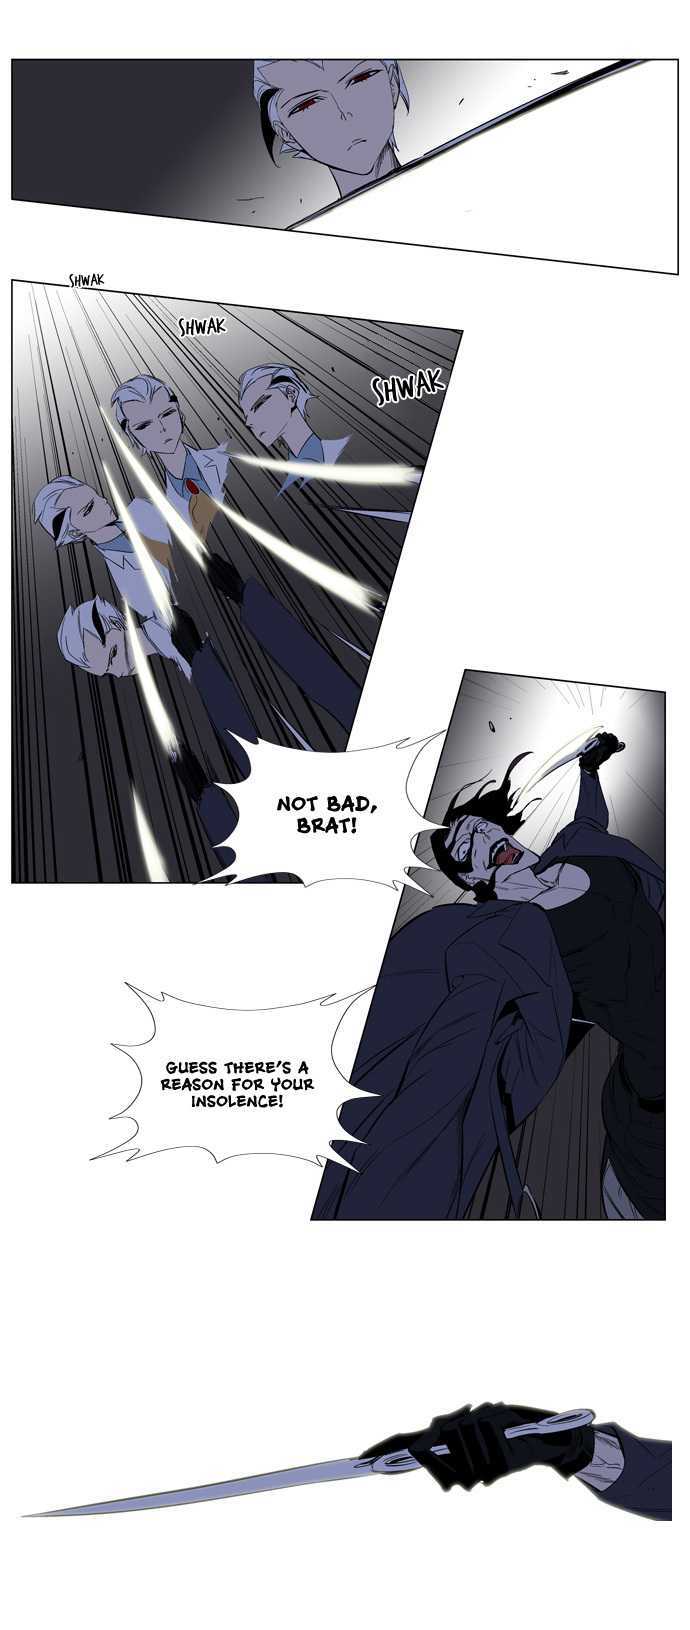 SHWAK
SHWAK
SHWAK
NOT BAD,
BRAT!
GUESS THERE'S A
REASON FOR YOUR
INSOLENCE!